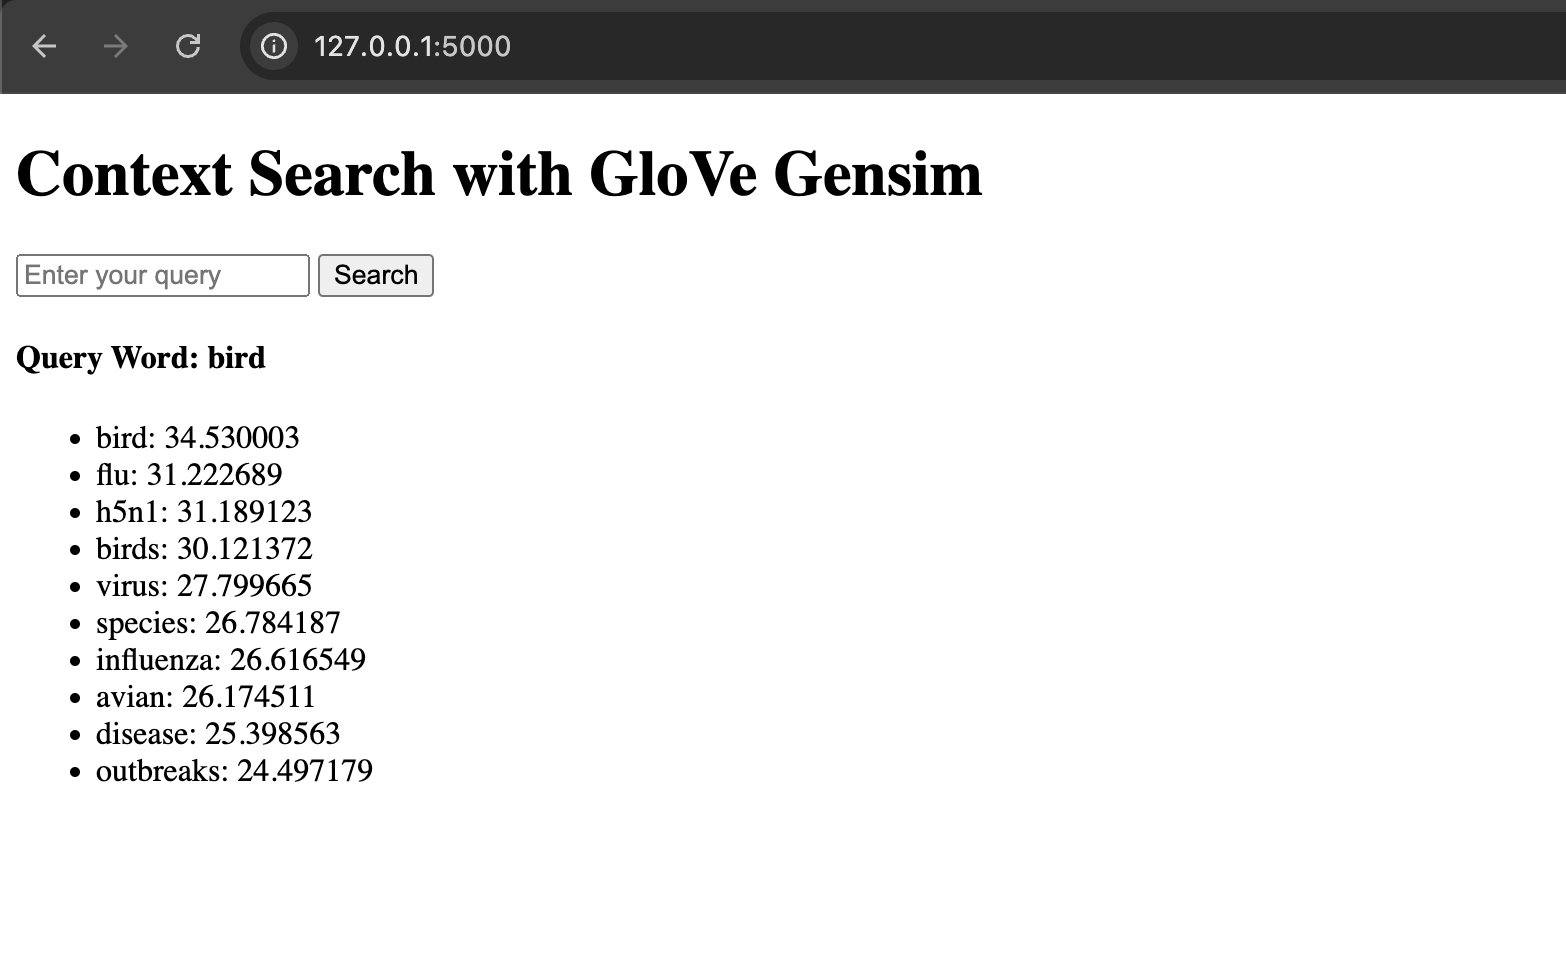 127.0.0.1:5000
Context Search with GloVe Gensim
Enter your query Search
Query Word: bird
bird: 34.530003
flu: 31.222689
h5n1: 31.189123
birds: 30.121372
virus: 27.799665
species: 26.784187
influenza: 26.616549
avian: 26.174511
disease: 25.398563
outbreaks: 24.497179